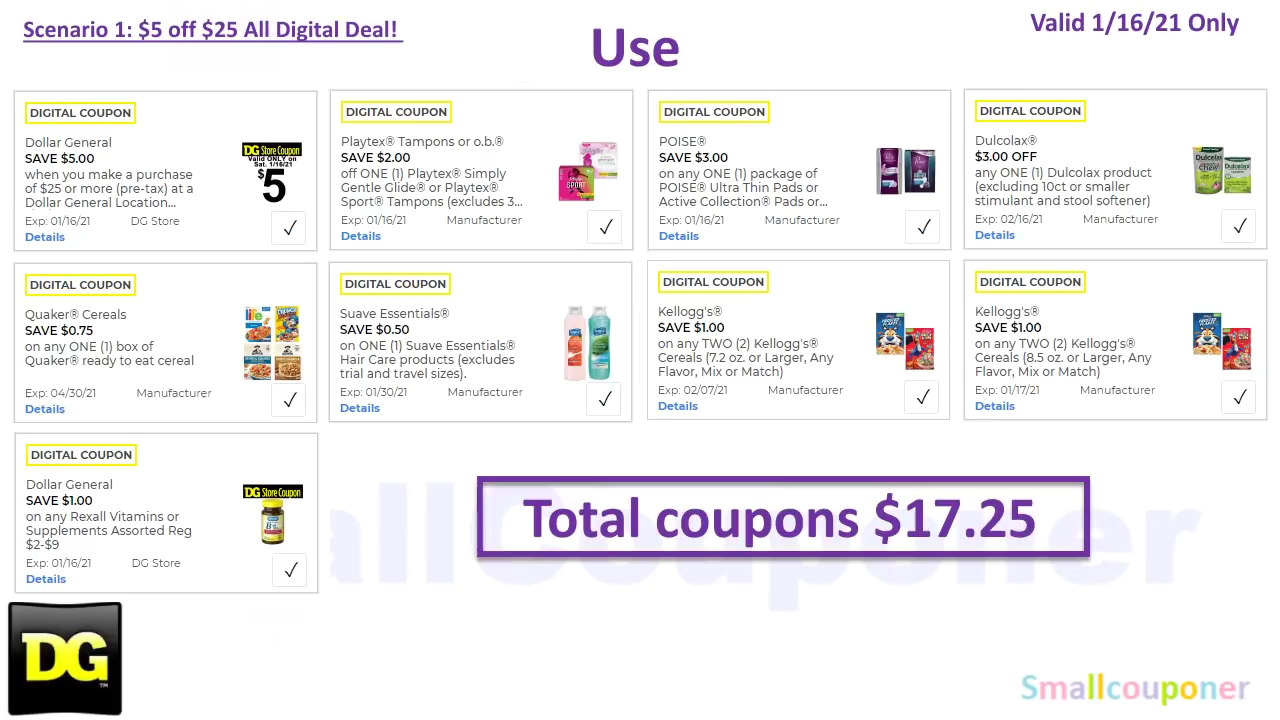 Scenario 1: $5 off $25 All Digital Deal!
Use
Valid 1/16/21 Only
DIGITAL COUPON
Dollar General
SAVE $5.00
when you make a purchase
of $25 or more (pre-tax) at a
Dollar General Location...
Exp: 01/16/21 DG Store
Details
DG Store Coupon
Valid ONLY on
Sat. 1/16/21
$5
DIGITAL COUPON
Playtex® Tampons or o.b.®
SAVE $2.00
off ONE (1) Playtex® Simply
Gentle Glide® or Playtex®
Sport® Tampons (excludes 3...
Exp: 01/16/21 Manufacturer
Details
DIGITAL COUPON
POISE®
SAVE $3.00
on any ONE (1) package of
POISE® Ultra Thin Pads or
Active Collection® Pads or...
Exp: 01/16/21 Manufacturer
Details
DIGITAL COUPON
Dulcolax®
$3.00 OFF
any ONE (1) Dulcolax product
(excluding 10ct or smaller
stimulant and stool softener)
Exp: 02/16/21 Manufacturer
Details
DIGITAL COUPON
Quaker® Cereals
SAVE $0.75
on any ONE (1) box of
Quaker® ready to eat cereal
Exp: 04/30/21 Manufacturer
Details
DIGITAL COUPON
Suave Essentials®
SAVE $0.50
on ONE (1) Suave Essentials®
Hair Care products (excludes
trial and travel sizes).
Exp: 01/30/21 Manufacturer
Details
DIGITAL COUPON
Kellogg's®
SAVE $1.00
on any TWO (2) Kellogg's®
Cereals (7.2 oz. or Larger, Any
Flavor, Mix or Match)
Exp: 02/07/21 Manufacturer
Details
DIGITAL COUPON
Kellogg's®
SAVE $1.00
on any TWO (2) Kellogg's®
Cereals (8.5 oz. or Larger, Any
Flavor, Mix or Match)
Exp: 01/17/21 Manufacturer
Details
DIGITAL COUPON
Dollar General
SAVE $1.00
on any Rexall Vitamins or
Supplements Assorted Reg
$2-$9
Exp: 01/16/21 DG Store
Details
DG Store Coupon
Total coupons $17.25
DG™
Smallcouponer